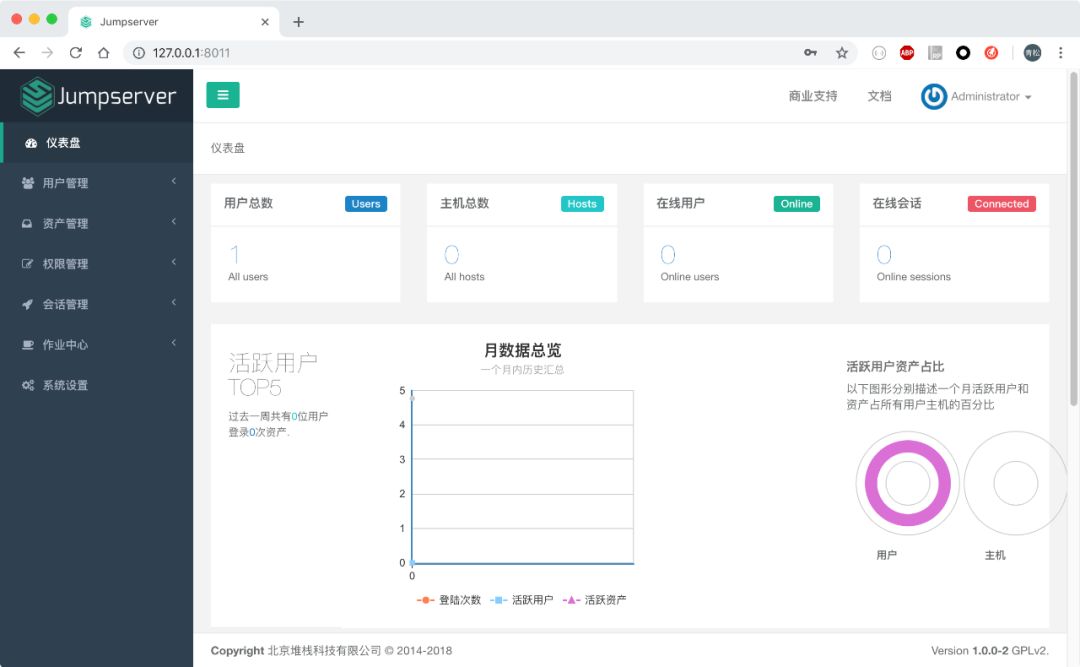 Jumpserver
127.0.0.1:8011
ABP
青松
Jumpserver
商业支持
文档
Administrator
仪表盘
仪表盘
用户管理
资产管理
权限管理
会话管理
作业中心
系统设置
用户总数 Users
1
All users
主机总数 Hosts
0
All hosts
在线用户 Online
0
Online users
在线会话 Connected
0
Online sessions
活跃用户
TOP5
过去一周共有0位用户
登录0次资产.
月数据总览
一个月内历史汇总
5
4
3
2
1
0
0
登陆次数 活跃用户 活跃资产
活跃用户资产占比
以下图形分别描述一个月活跃用户和
资产占所有用户主机的百分比
用户
主机
Copyright 北京堆栈科技有限公司 © 2014-2018
Version 1.0.0-2 GPLv2.